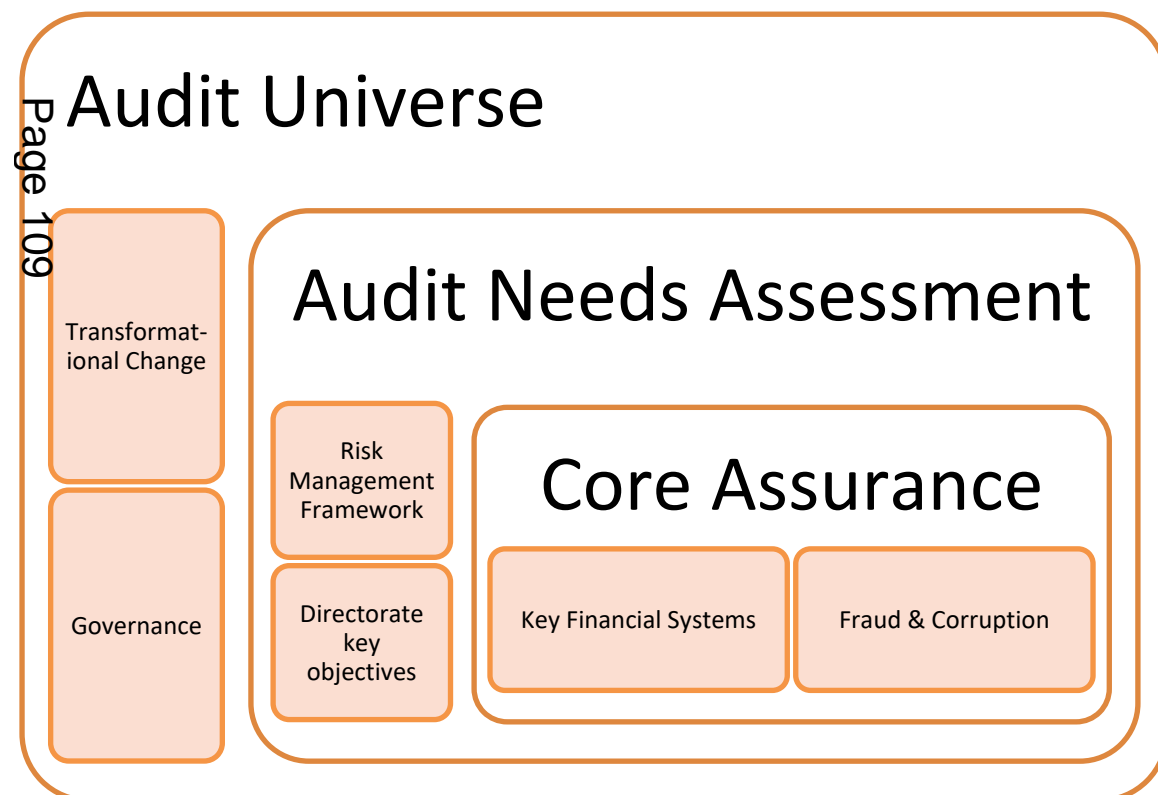 Page 109
Audit Universe
Transformat-
ional Change
Governance
Audit Needs Assessment
Risk
Management
Framework
Directorate
key
objectives
Core Assurance
Key Financial Systems
Fraud & Corruption